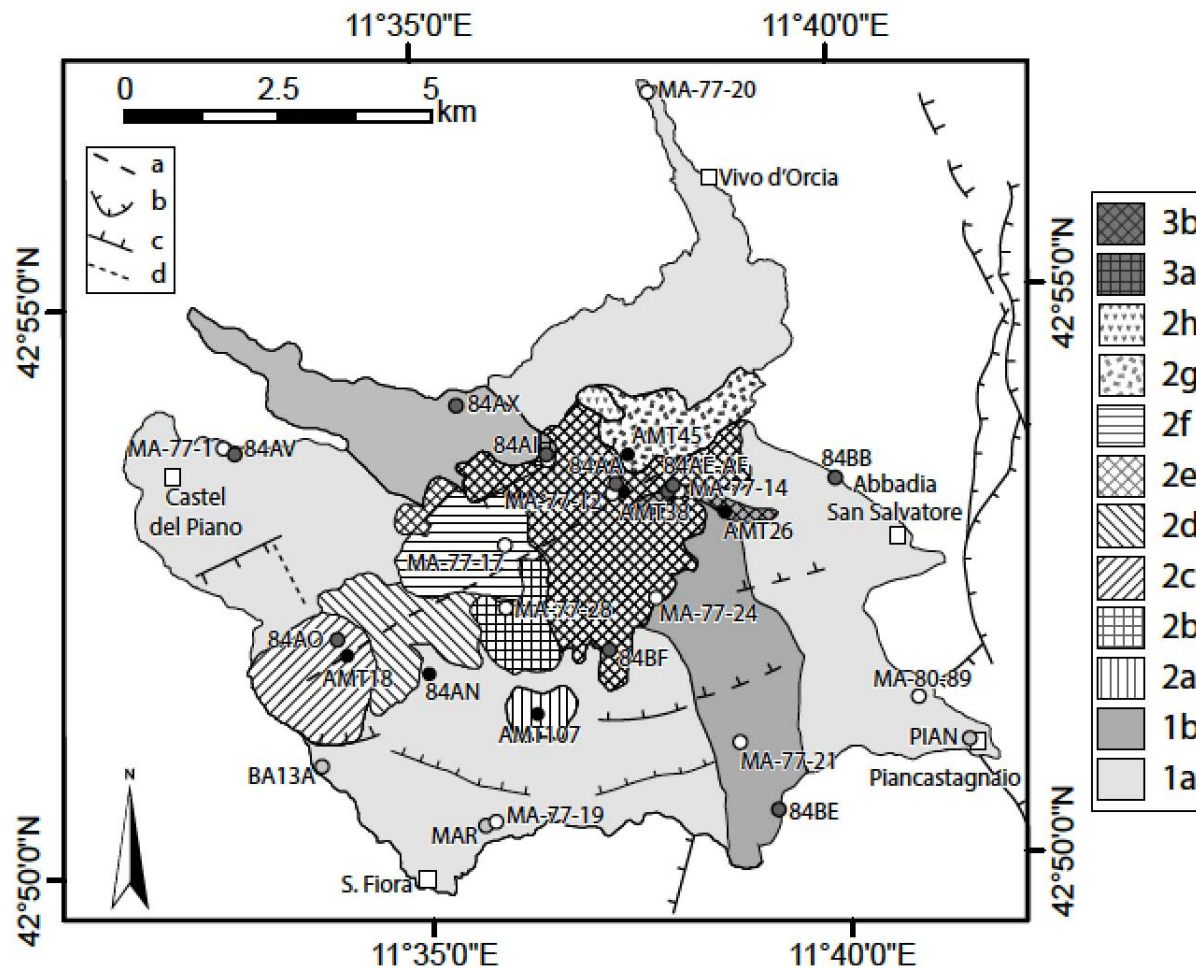 11°35'0"E
11°40'0"E
0 2.5 5
km
MA-77-20
a
b
c
d
Vivo d'Orcia
42°55'0"N
42°55'0"N
3b
3a
2h
2g
2f
2e
2d
2c
2b
2a
1b
1a
84AX
MA-77-1
84AV
84AI
AMT45
84AA
84AE-AF
84BB
Castel
del Piano
MA-77-12
MA-77-14
Abbadia
San Salvatore
AMT38
AMT26
MA-77-17
MA-77-28
MA-77-24
84AO
84BF
AMT18
84AN
MA-80-89
AMT107
PIAN
MA-77-21
Piancastagnaio
BA13A
N
MA-77-19
84BE
MAR
S. Fiora
42°50'0"N
42°50'0"N
11°35'0"E
11°40'0"E